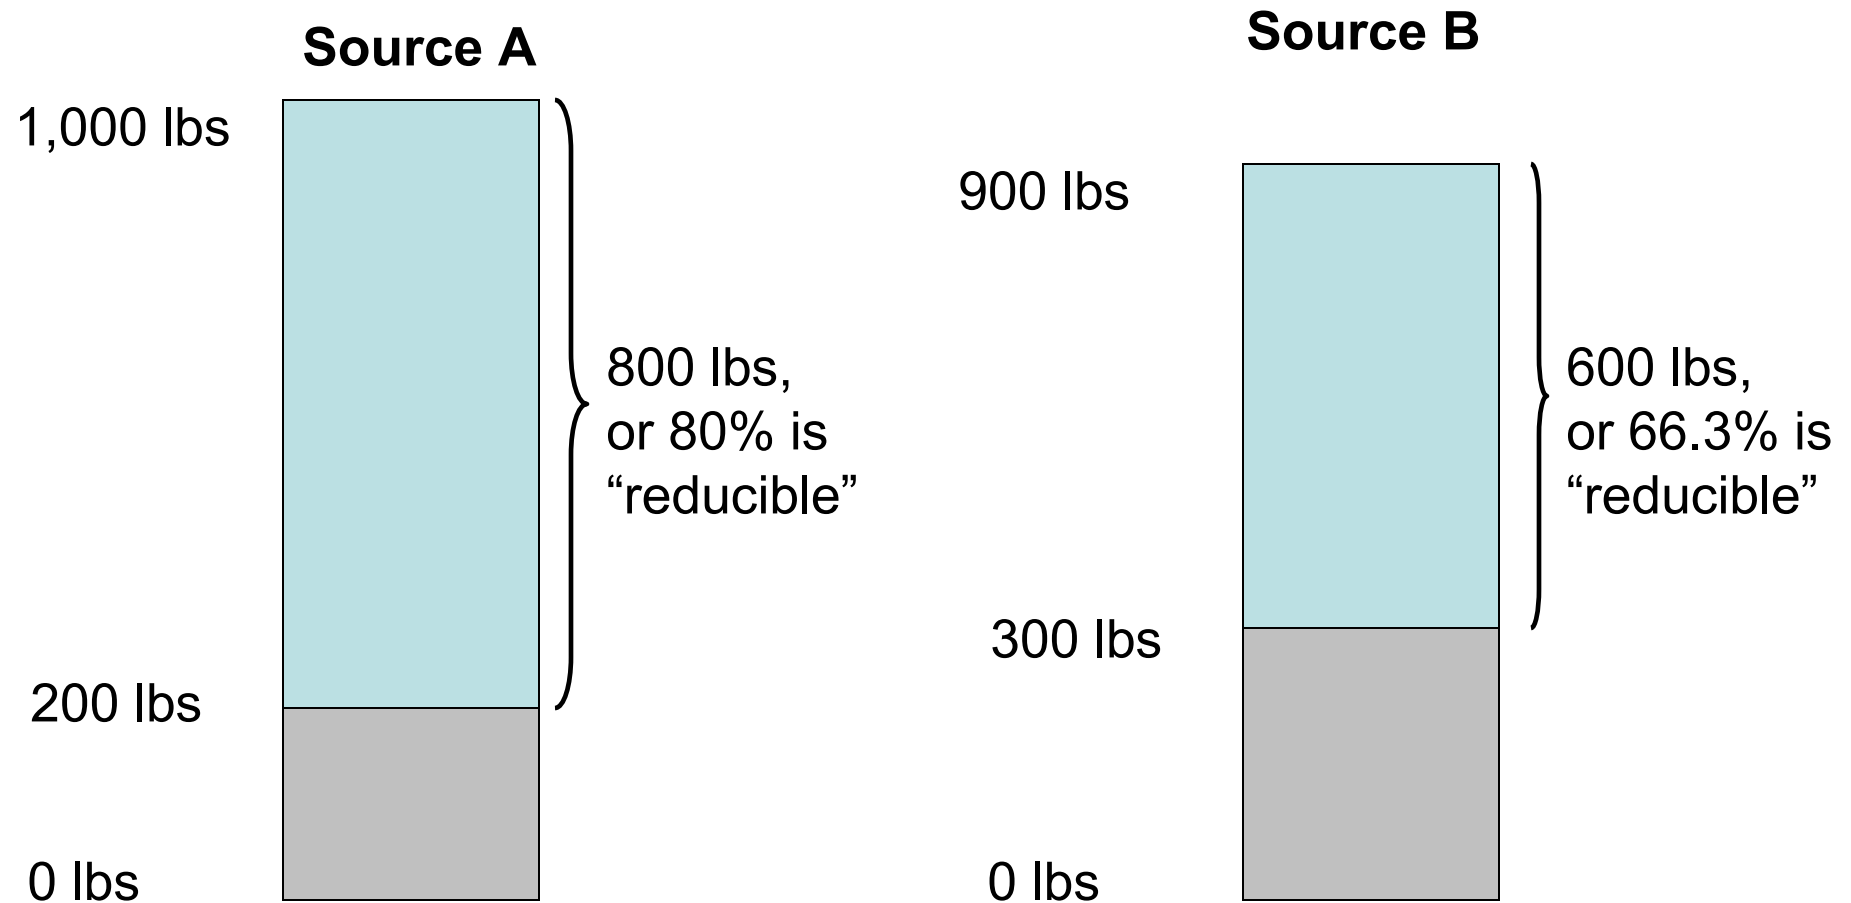 Source A
1,000 lbs
800 lbs,
or 80% is
“reducible”
200 lbs
0 lbs
Source B
900 lbs
600 lbs,
or 66.3% is
“reducible”
300 lbs
0 lbs